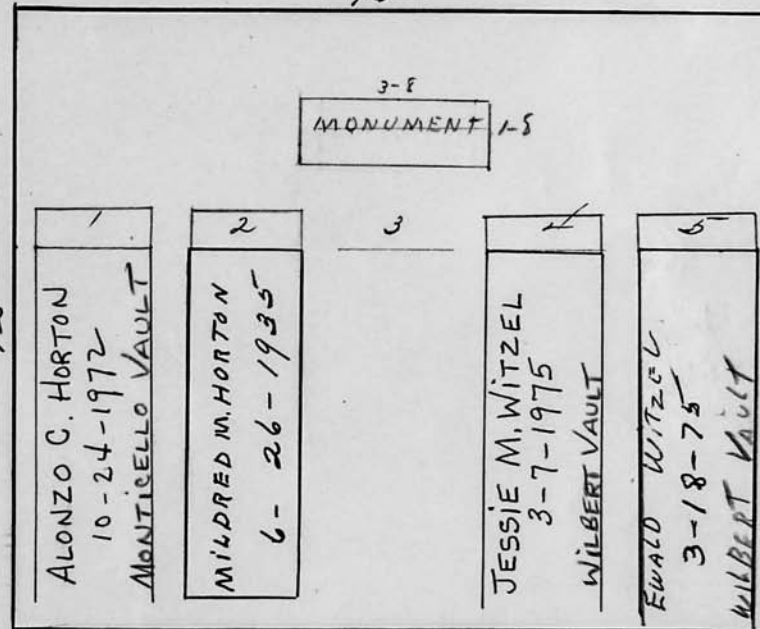 3-8
MONUMENT 1-8
1
2
3
4
5
ALONZO C. HORTON
10-24-1972
MONTICELLO VAULT
MILDRED M. HORTON
6- 26-1935
JESSIE M. WITZEL
3-7-1975
WILBERT VAULT
EWALD WITZEL
3-18-75
WILBERT VAULT